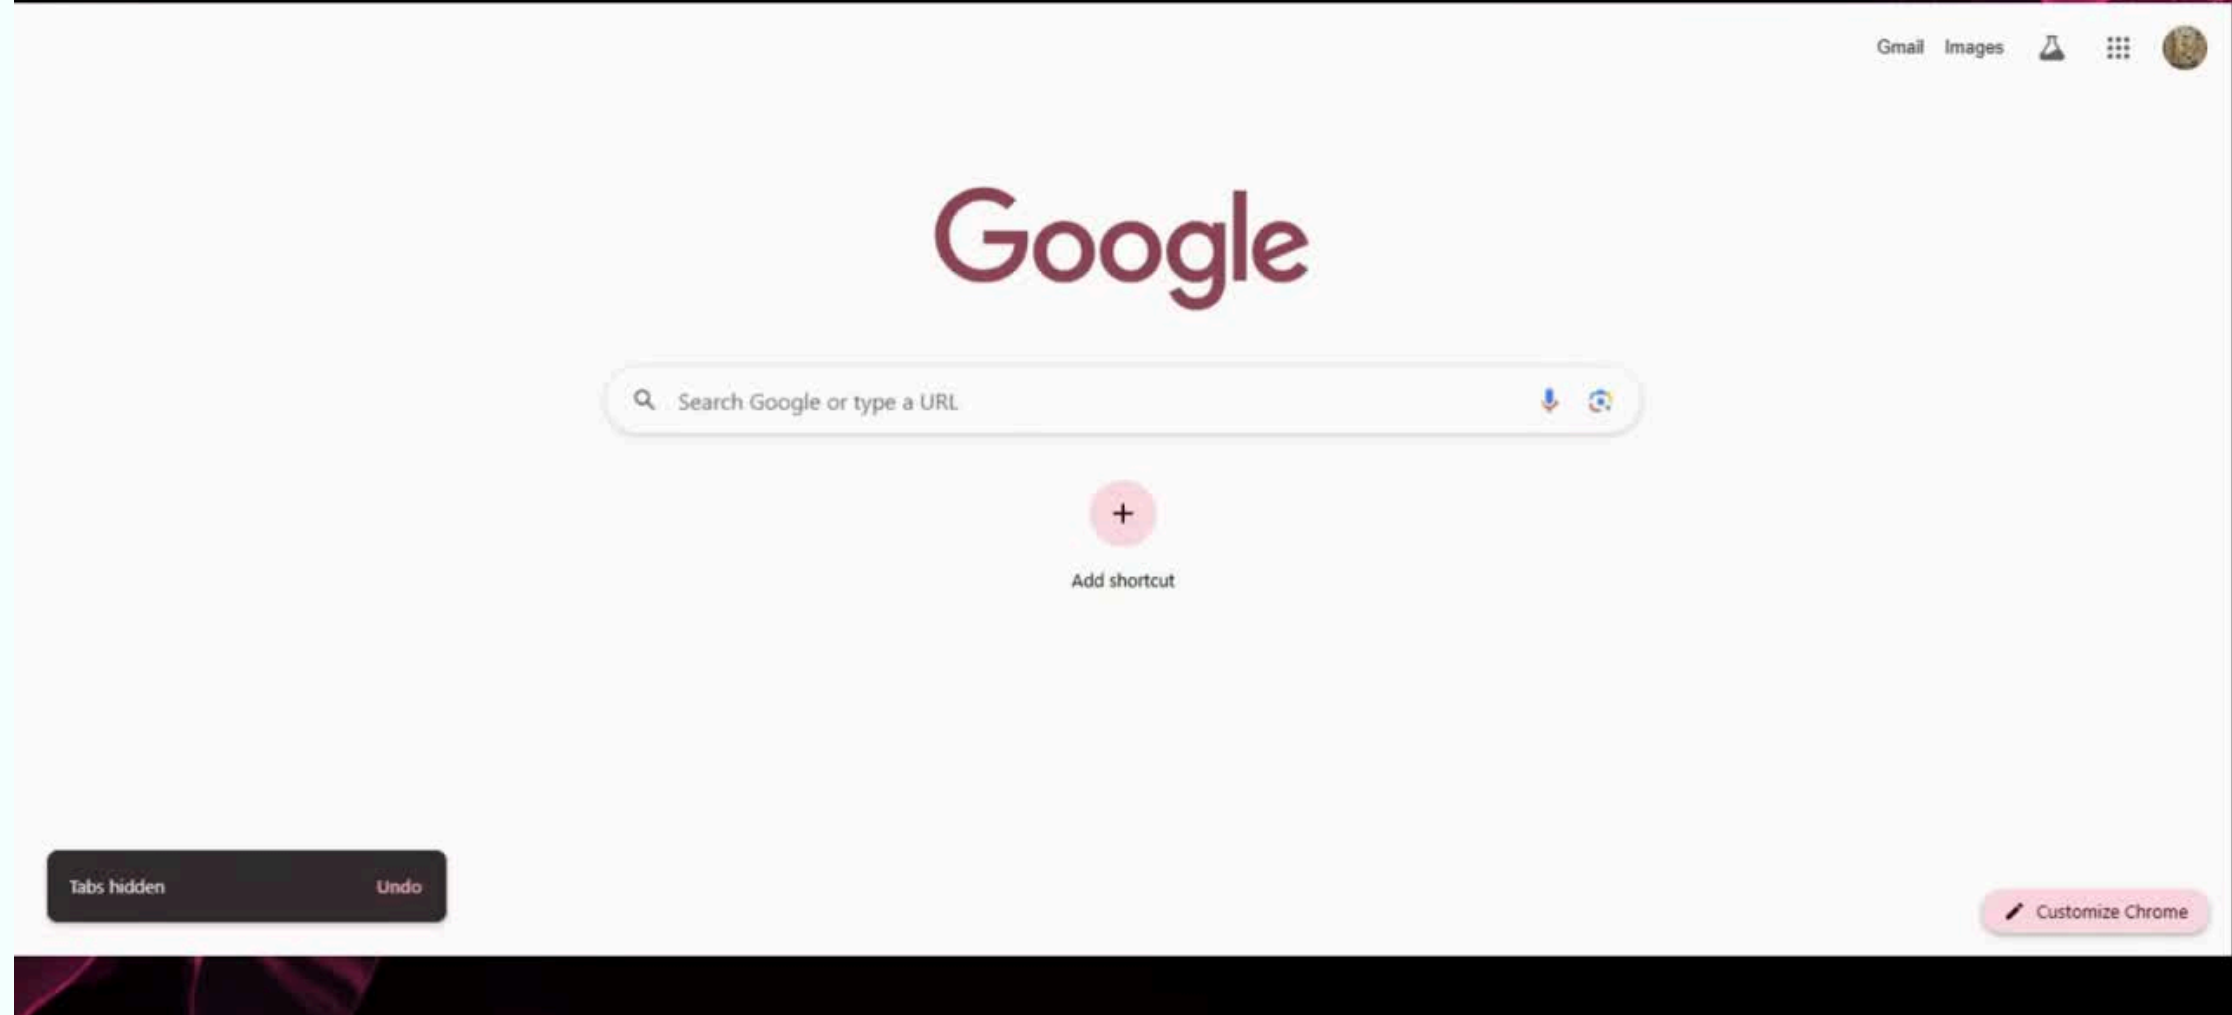 Gmail Images
Google
Search Google or type a URL
Add shortcut
Tabs hidden Undo
Customize Chrome